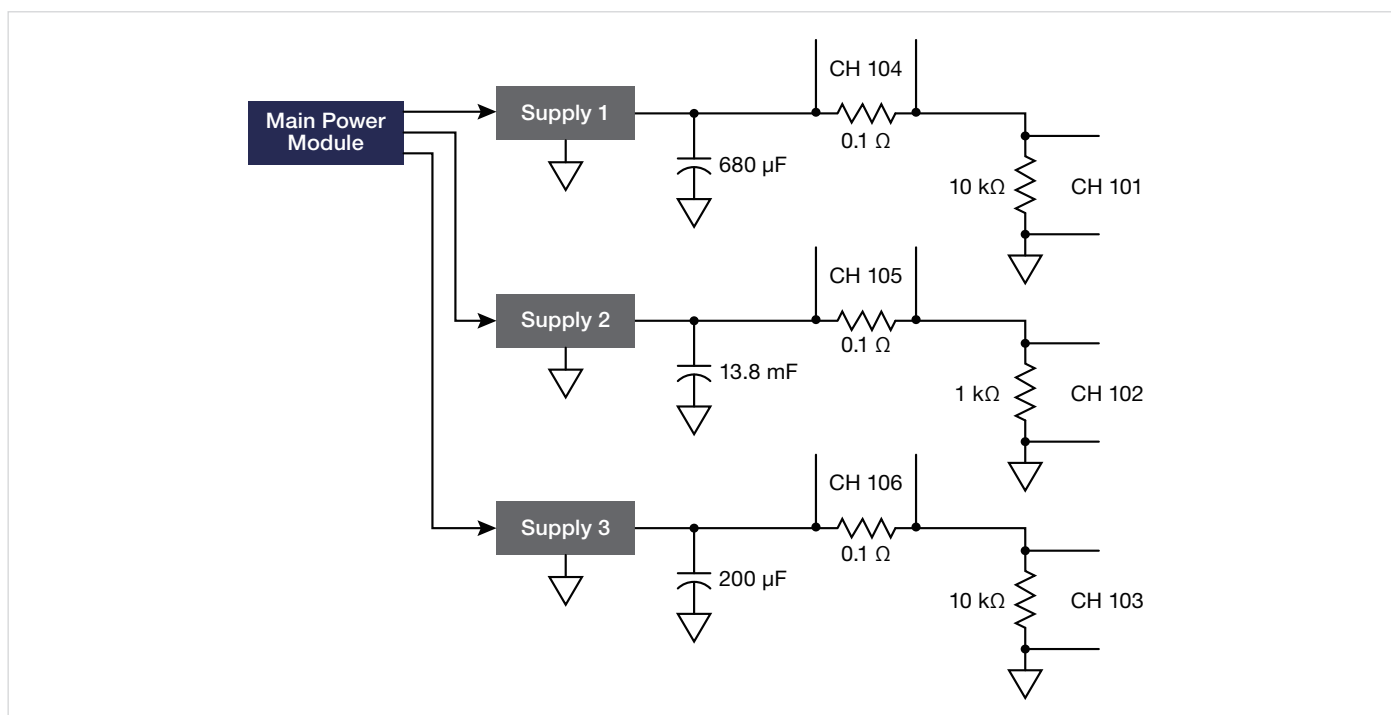 Main Power
Module
Supply 1
680 µF
CH 104
0.1 Ω
10 kΩ
CH 101
Supply 2
13.8 mF
CH 105
0.1 Ω
1 kΩ
CH 102
Supply 3
200 µF
CH 106
0.1 Ω
10 kΩ
CH 103